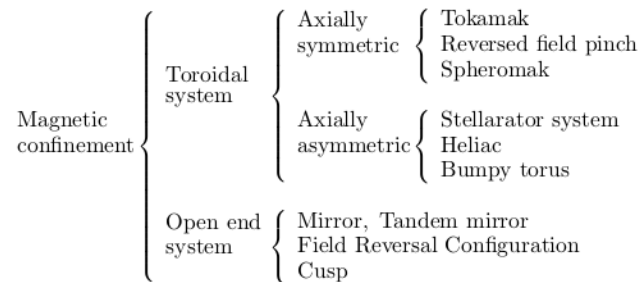 Magnetic
confinement
Toroidal
system
Axially
symmetric
Tokamak
Reversed field pinch
Spheromak
Axially
asymmetric
Stellarator system
Heliac
Bumpy torus
Open end
system
Mirror, Tandem mirror
Field Reversal Configuration
Cusp